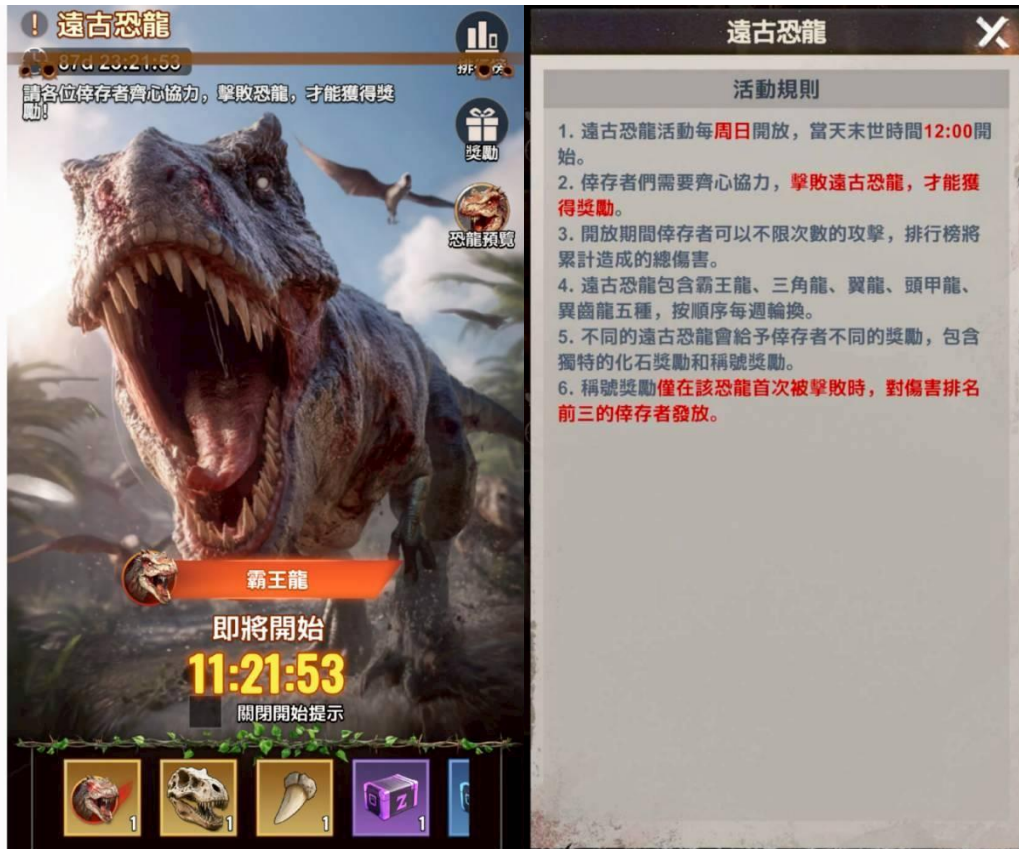 遠古恐龍
87d 23:21:53
請各位倖存者齊心協力，擊敗恐龍，才能獲得獎
勵！
排行榜
獎勵
恐龍預覽
霸王龍
即將開始
11:21:53
關閉開始提示
1
1
1
Z
1
遠古恐龍
活動規則
1. 遠古恐龍活動每周日開放，當天末世時間12:00開
始。
2. 倖存者們需要齊心協力，擊敗遠古恐龍，才能獲
得獎勵。
3. 開放期間倖存者可以不限次數的攻擊，排行榜將
累計造成的總傷害。
4. 遠古恐龍包含霸王龍、三角龍、翼龍、頭甲龍、
異齒龍五種，按順序每週輪換。
5. 不同的遠古恐龍會給予倖存者不同的獎勵，包含
獨特的化石獎勵和稱號獎勵。
6. 稱號獎勵僅在該恐龍首次被擊敗時，對傷害排名
前三的倖存者發放。